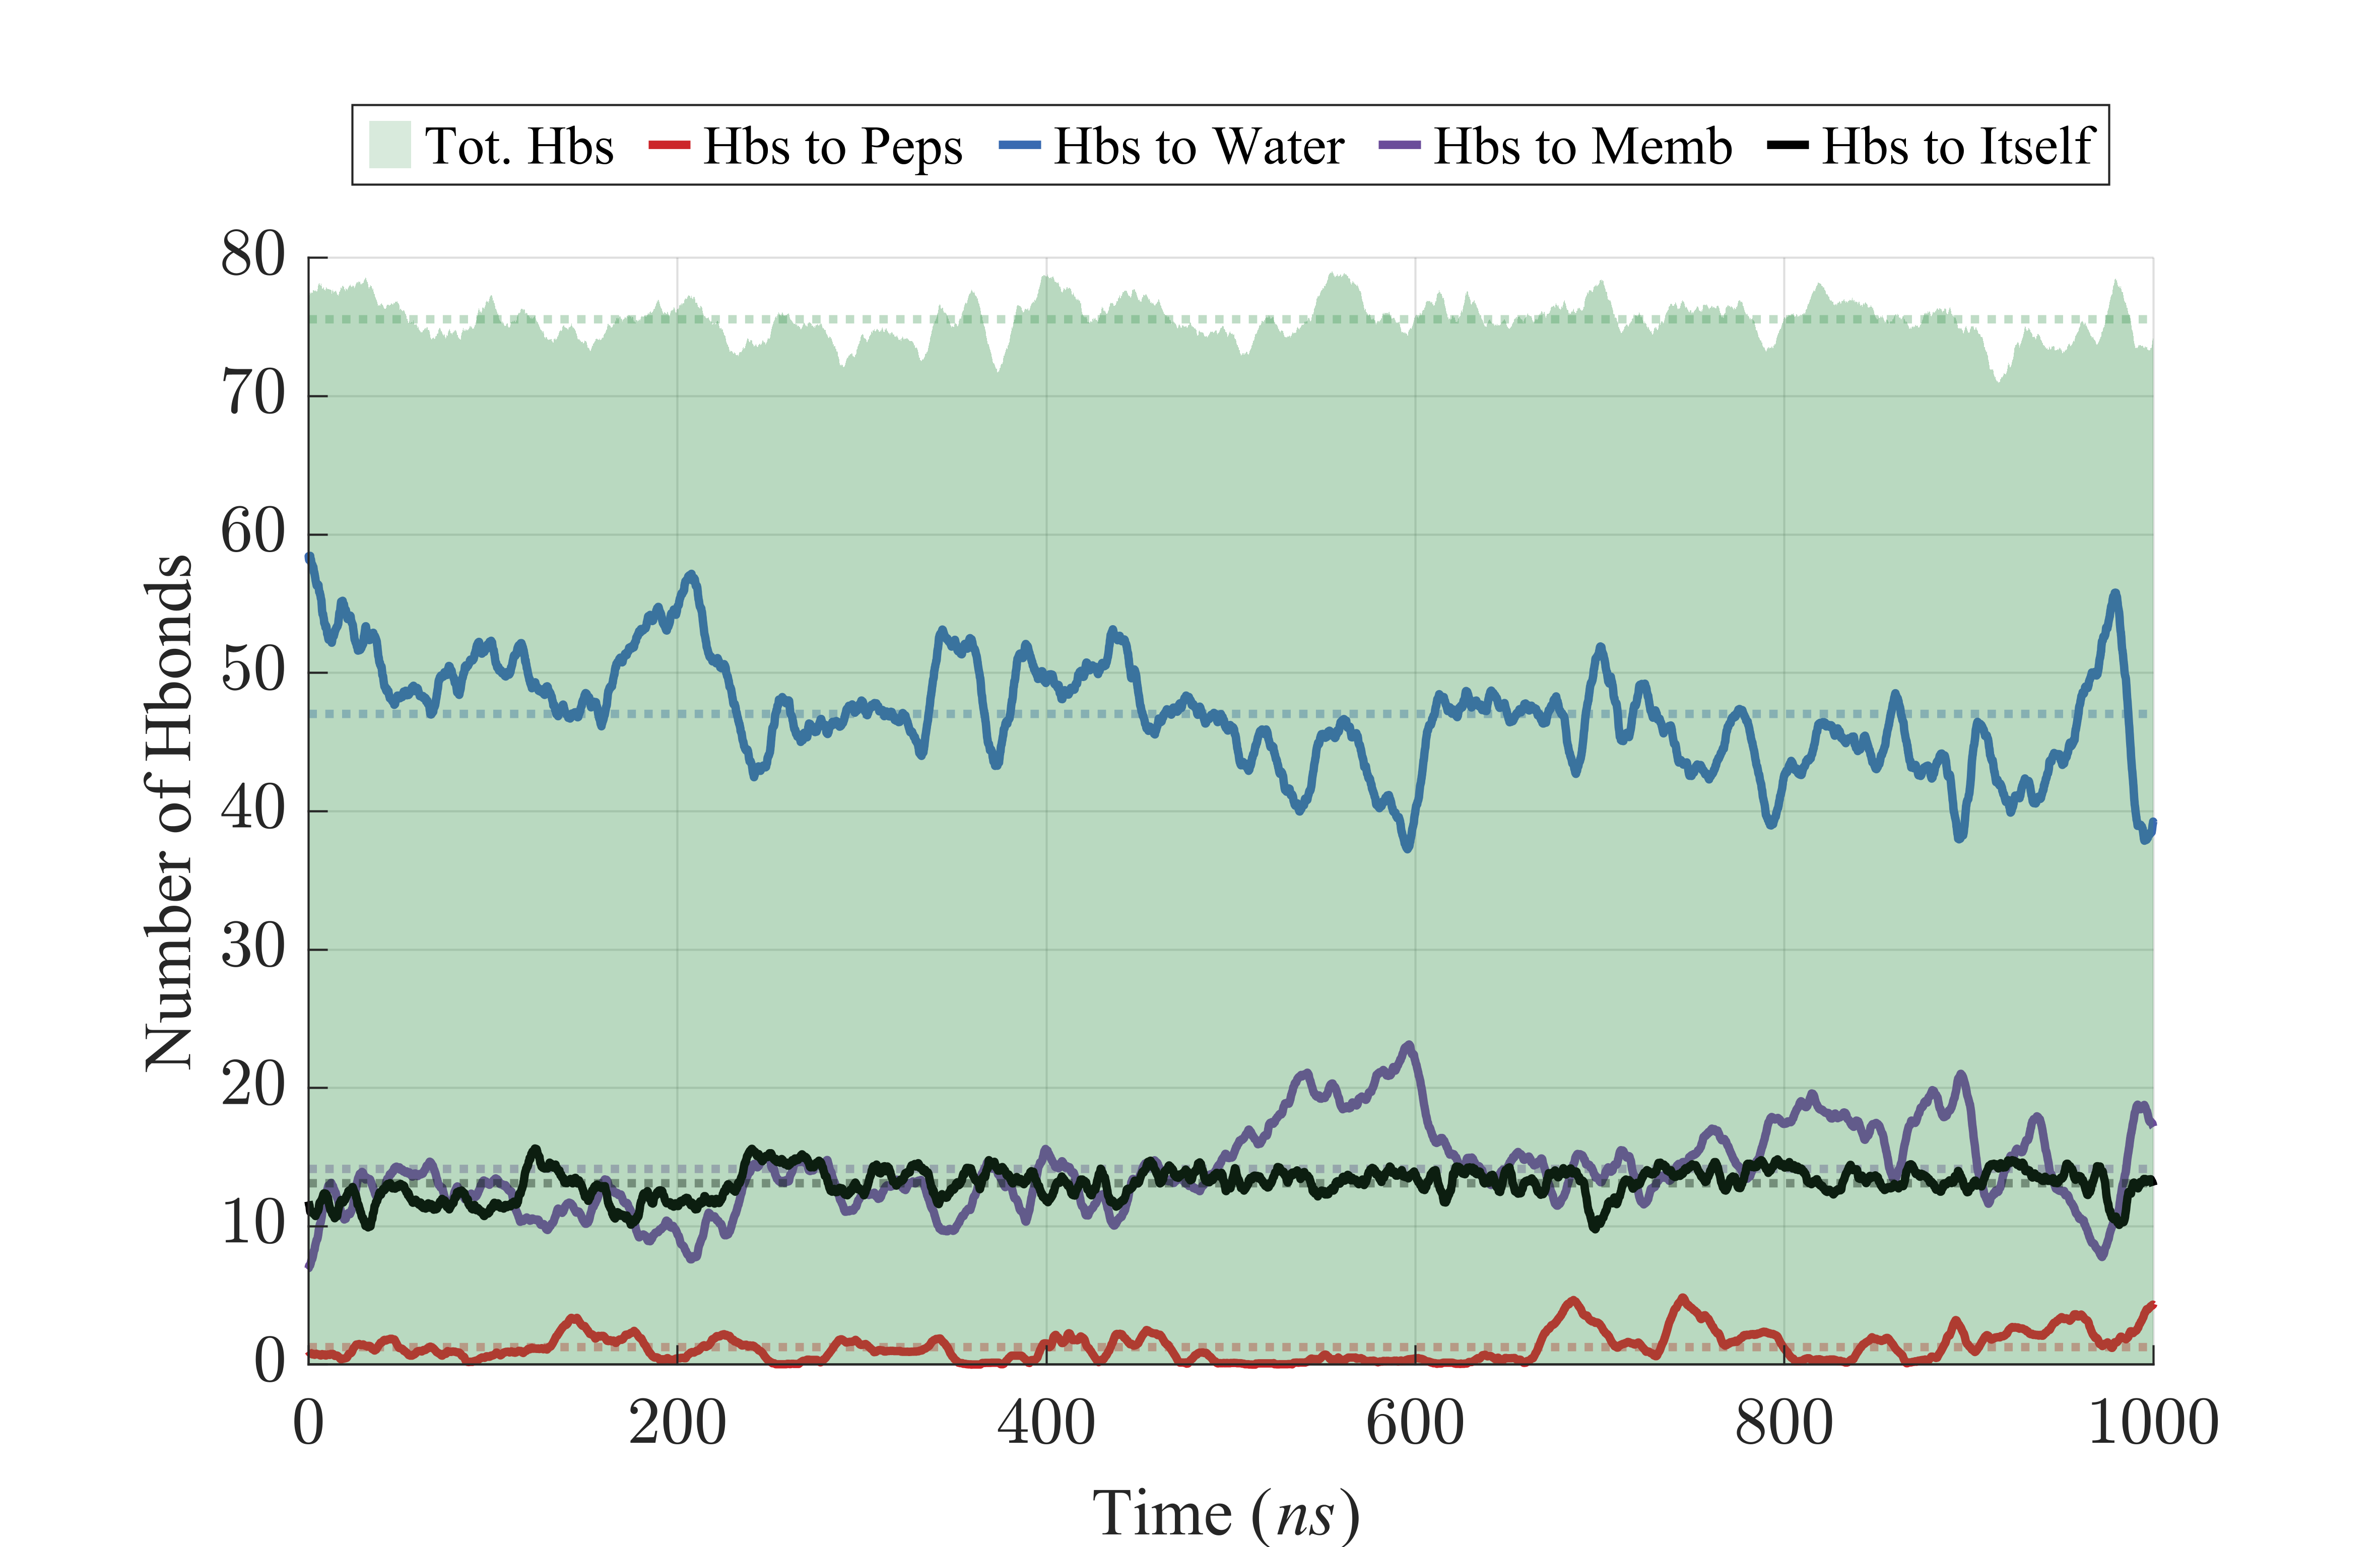 Tot. Hbs Hbs to Peps Hbs to Water Hbs to Memb Hbs to Itself
80
70
60
50
40
30
20
10
0
Number of Hbonds
0 200 400 600 800 1000
Time (ns)